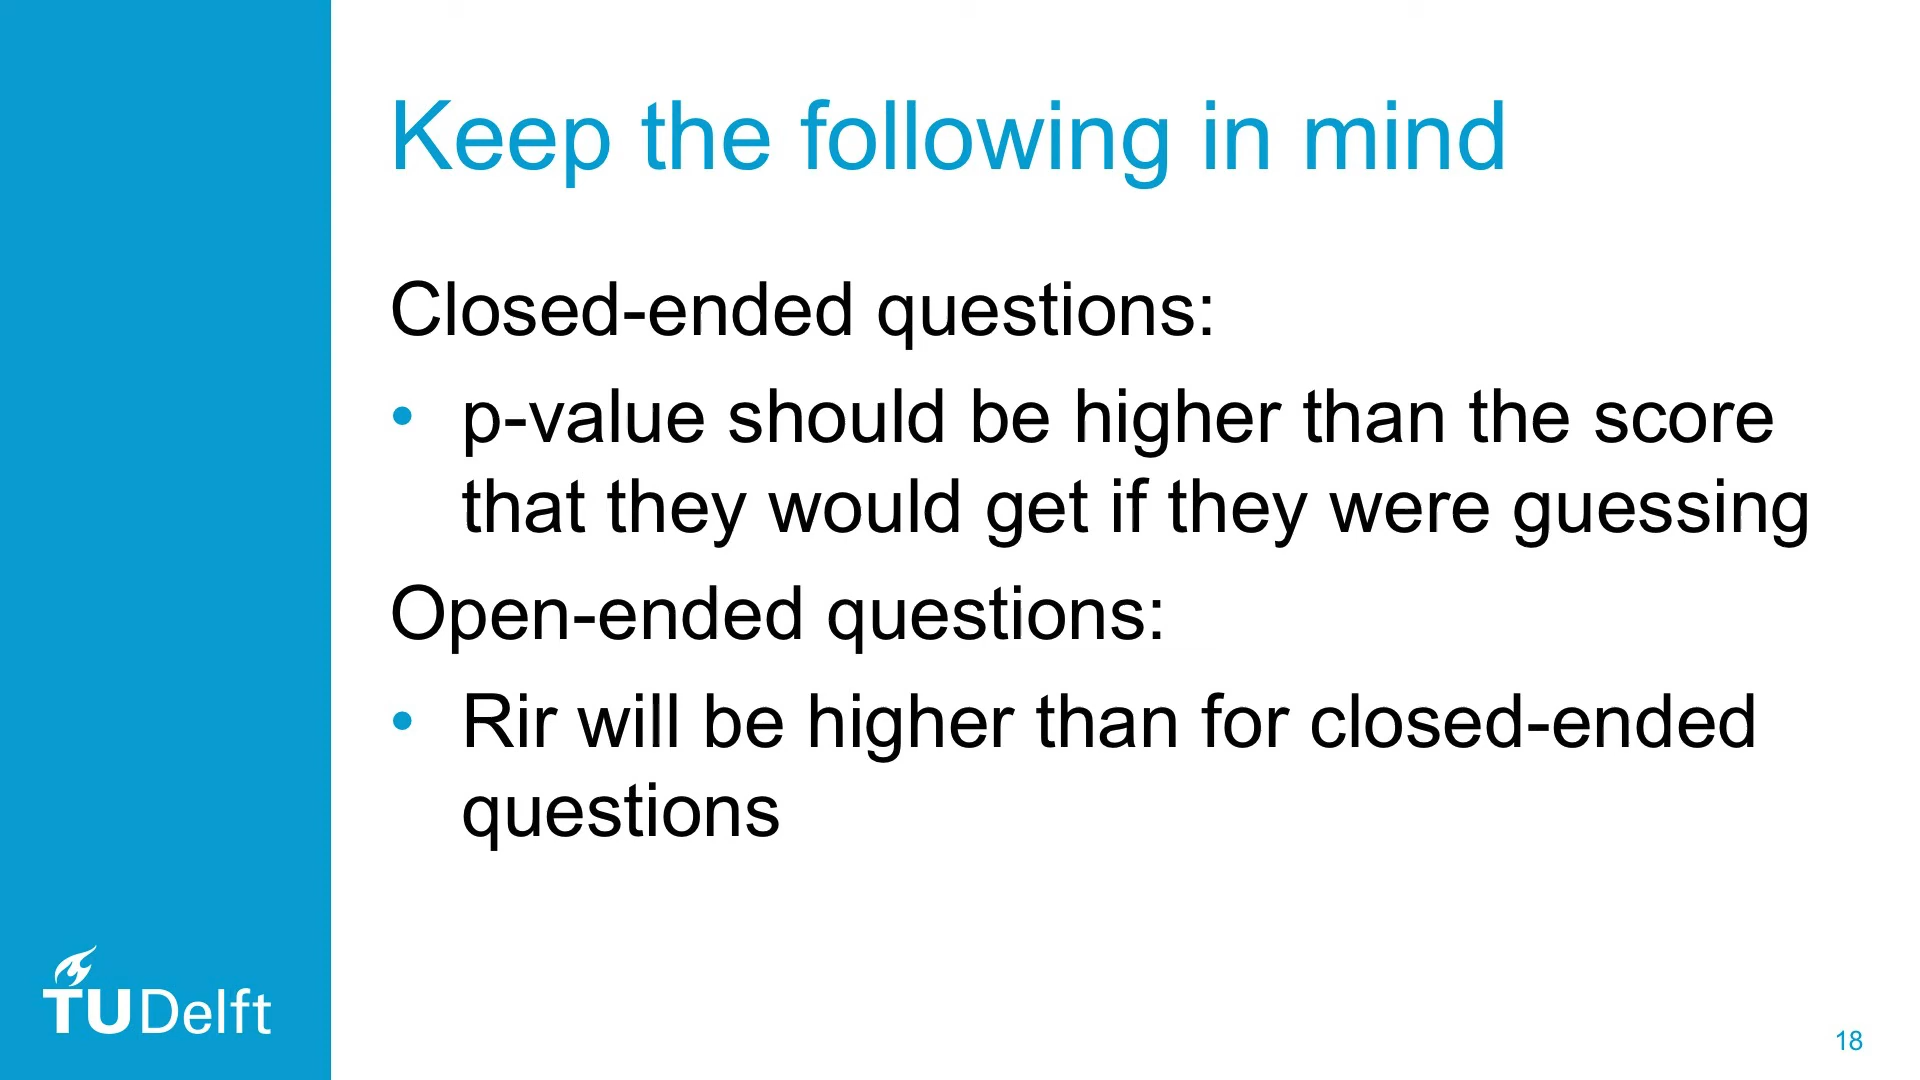 Keep the following in mind
Closed-ended questions:
• p-value should be higher than the score
that they would get if they were guessing
Open-ended questions:
• Rir will be higher than for closed-ended
questions
TUDelft
18